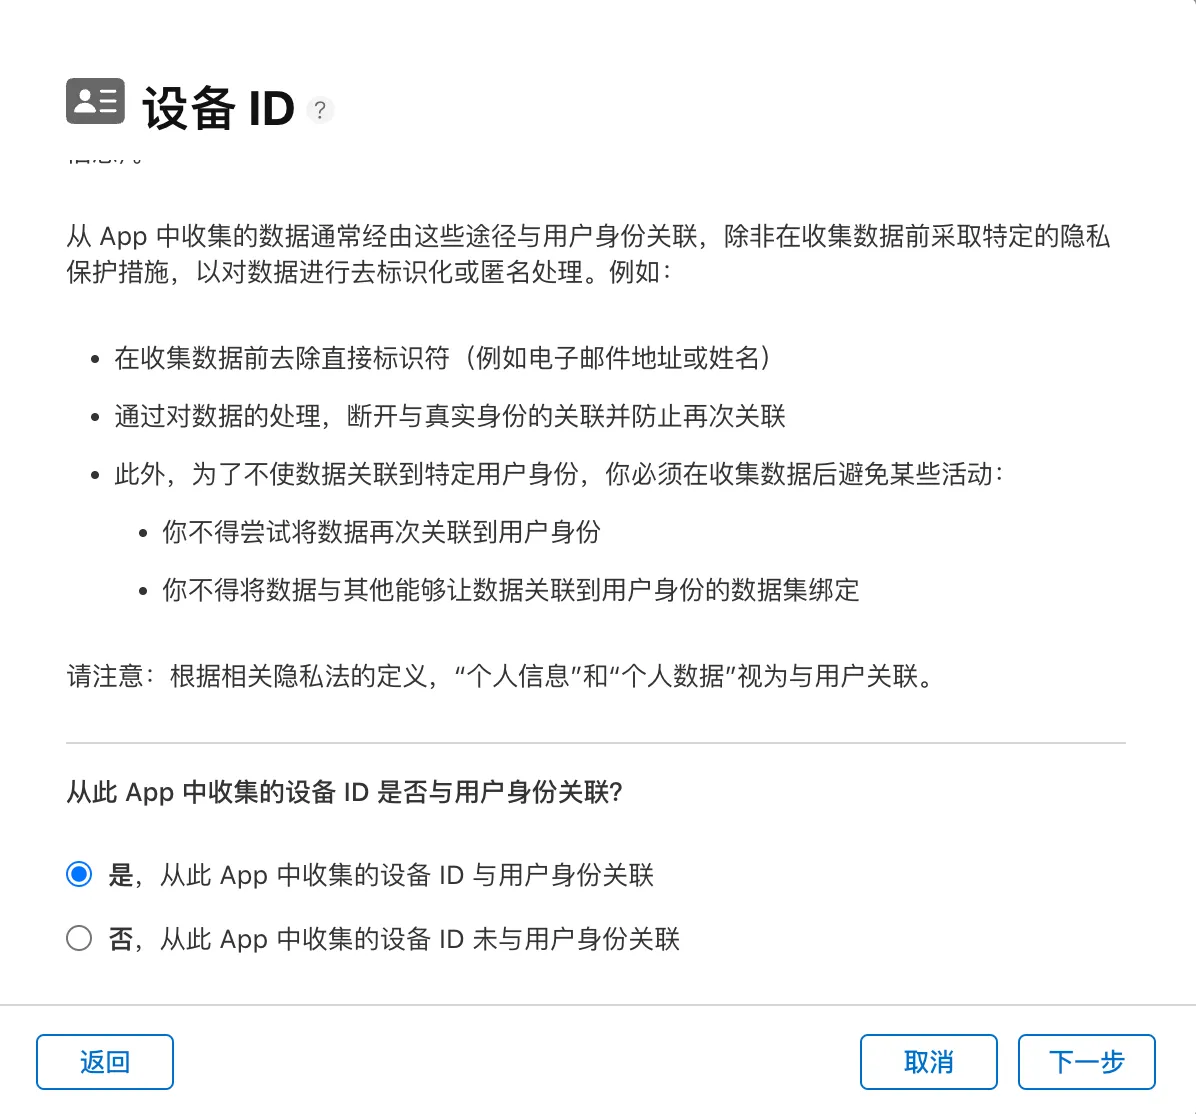 设备 ID ?
从 App 中收集的数据通常经由这些途径与用户身份关联，除非在收集数据前采取特定的隐私
保护措施，以对数据进行去标识化或匿名处理。例如：
• 在收集数据前去除直接标识符（例如电子邮件地址或姓名）
• 通过对数据的处理，断开与真实身份的关联并防止再次关联
• 此外，为了不使数据关联到特定用户身份，你必须在收集数据后避免某些活动：
• 你不得尝试将数据再次关联到用户身份
• 你不得将数据与其他能够让数据关联到用户身份的数据集绑定
请注意：根据相关隐私法的定义，“个人信息”和“个人数据”视为与用户关联。
从此 App 中收集的设备 ID 是否与用户身份关联?
是，从此 App 中收集的设备 ID 与用户身份关联
否，从此 App 中收集的设备 ID 未与用户身份关联
返回
取消
下一步